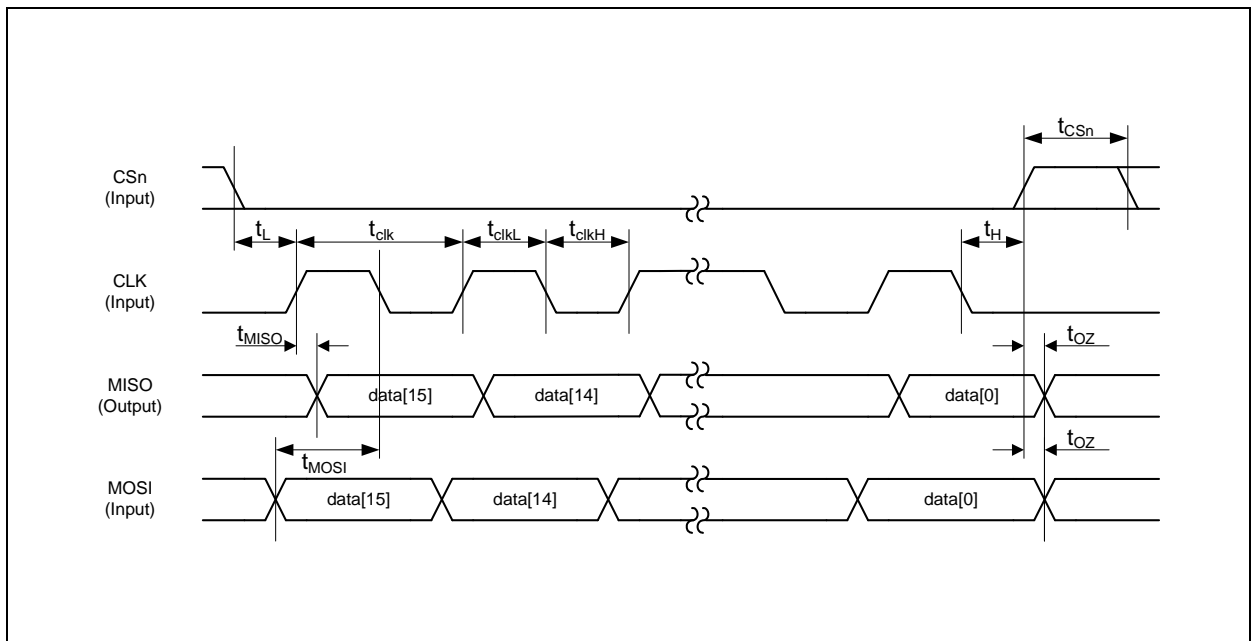 tCSn
CSn
(Input)
tL
tclk
tclkL
tclkH
tH
CLK
(Input)
tMISO
tOZ
MISO
(Output)
data[15]
data[14]
data[0]
tMOSI
tOZ
MOSI
(Input)
data[15]
data[14]
data[0]